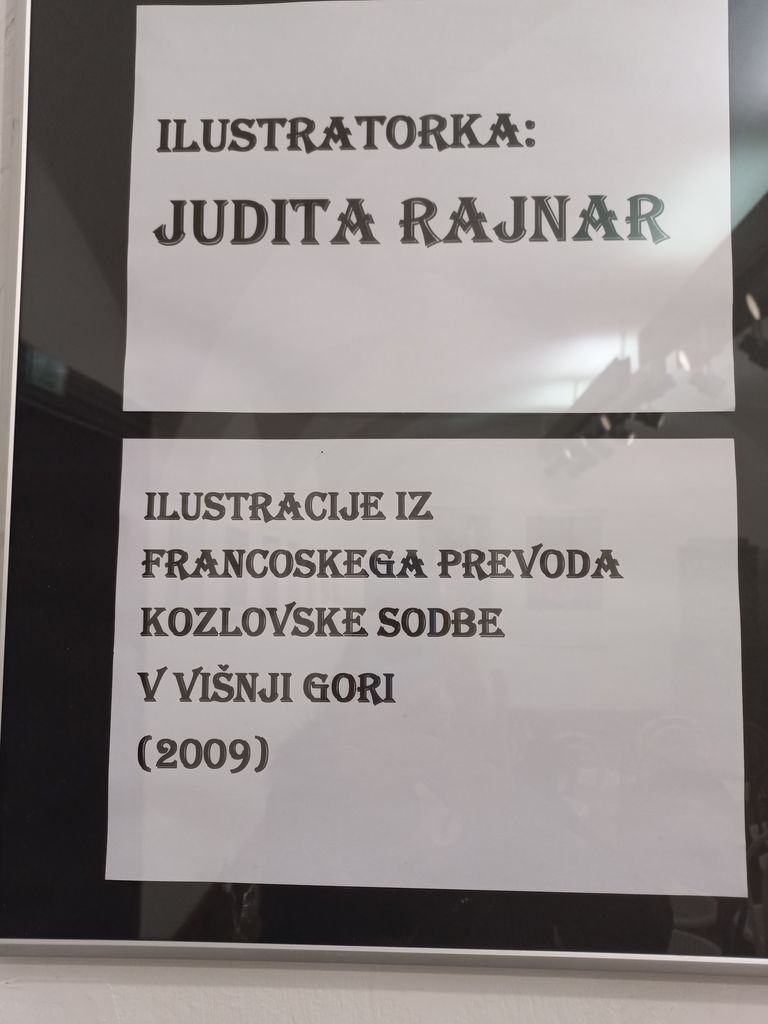 ILUSTRATORKA:
JUDITA RAJNAR
ILUSTRACIJE IZ
FRANCOSKEGA PREVODA
KOZLOVSKE SODBE
V VIŠNJI GORI
(2009)